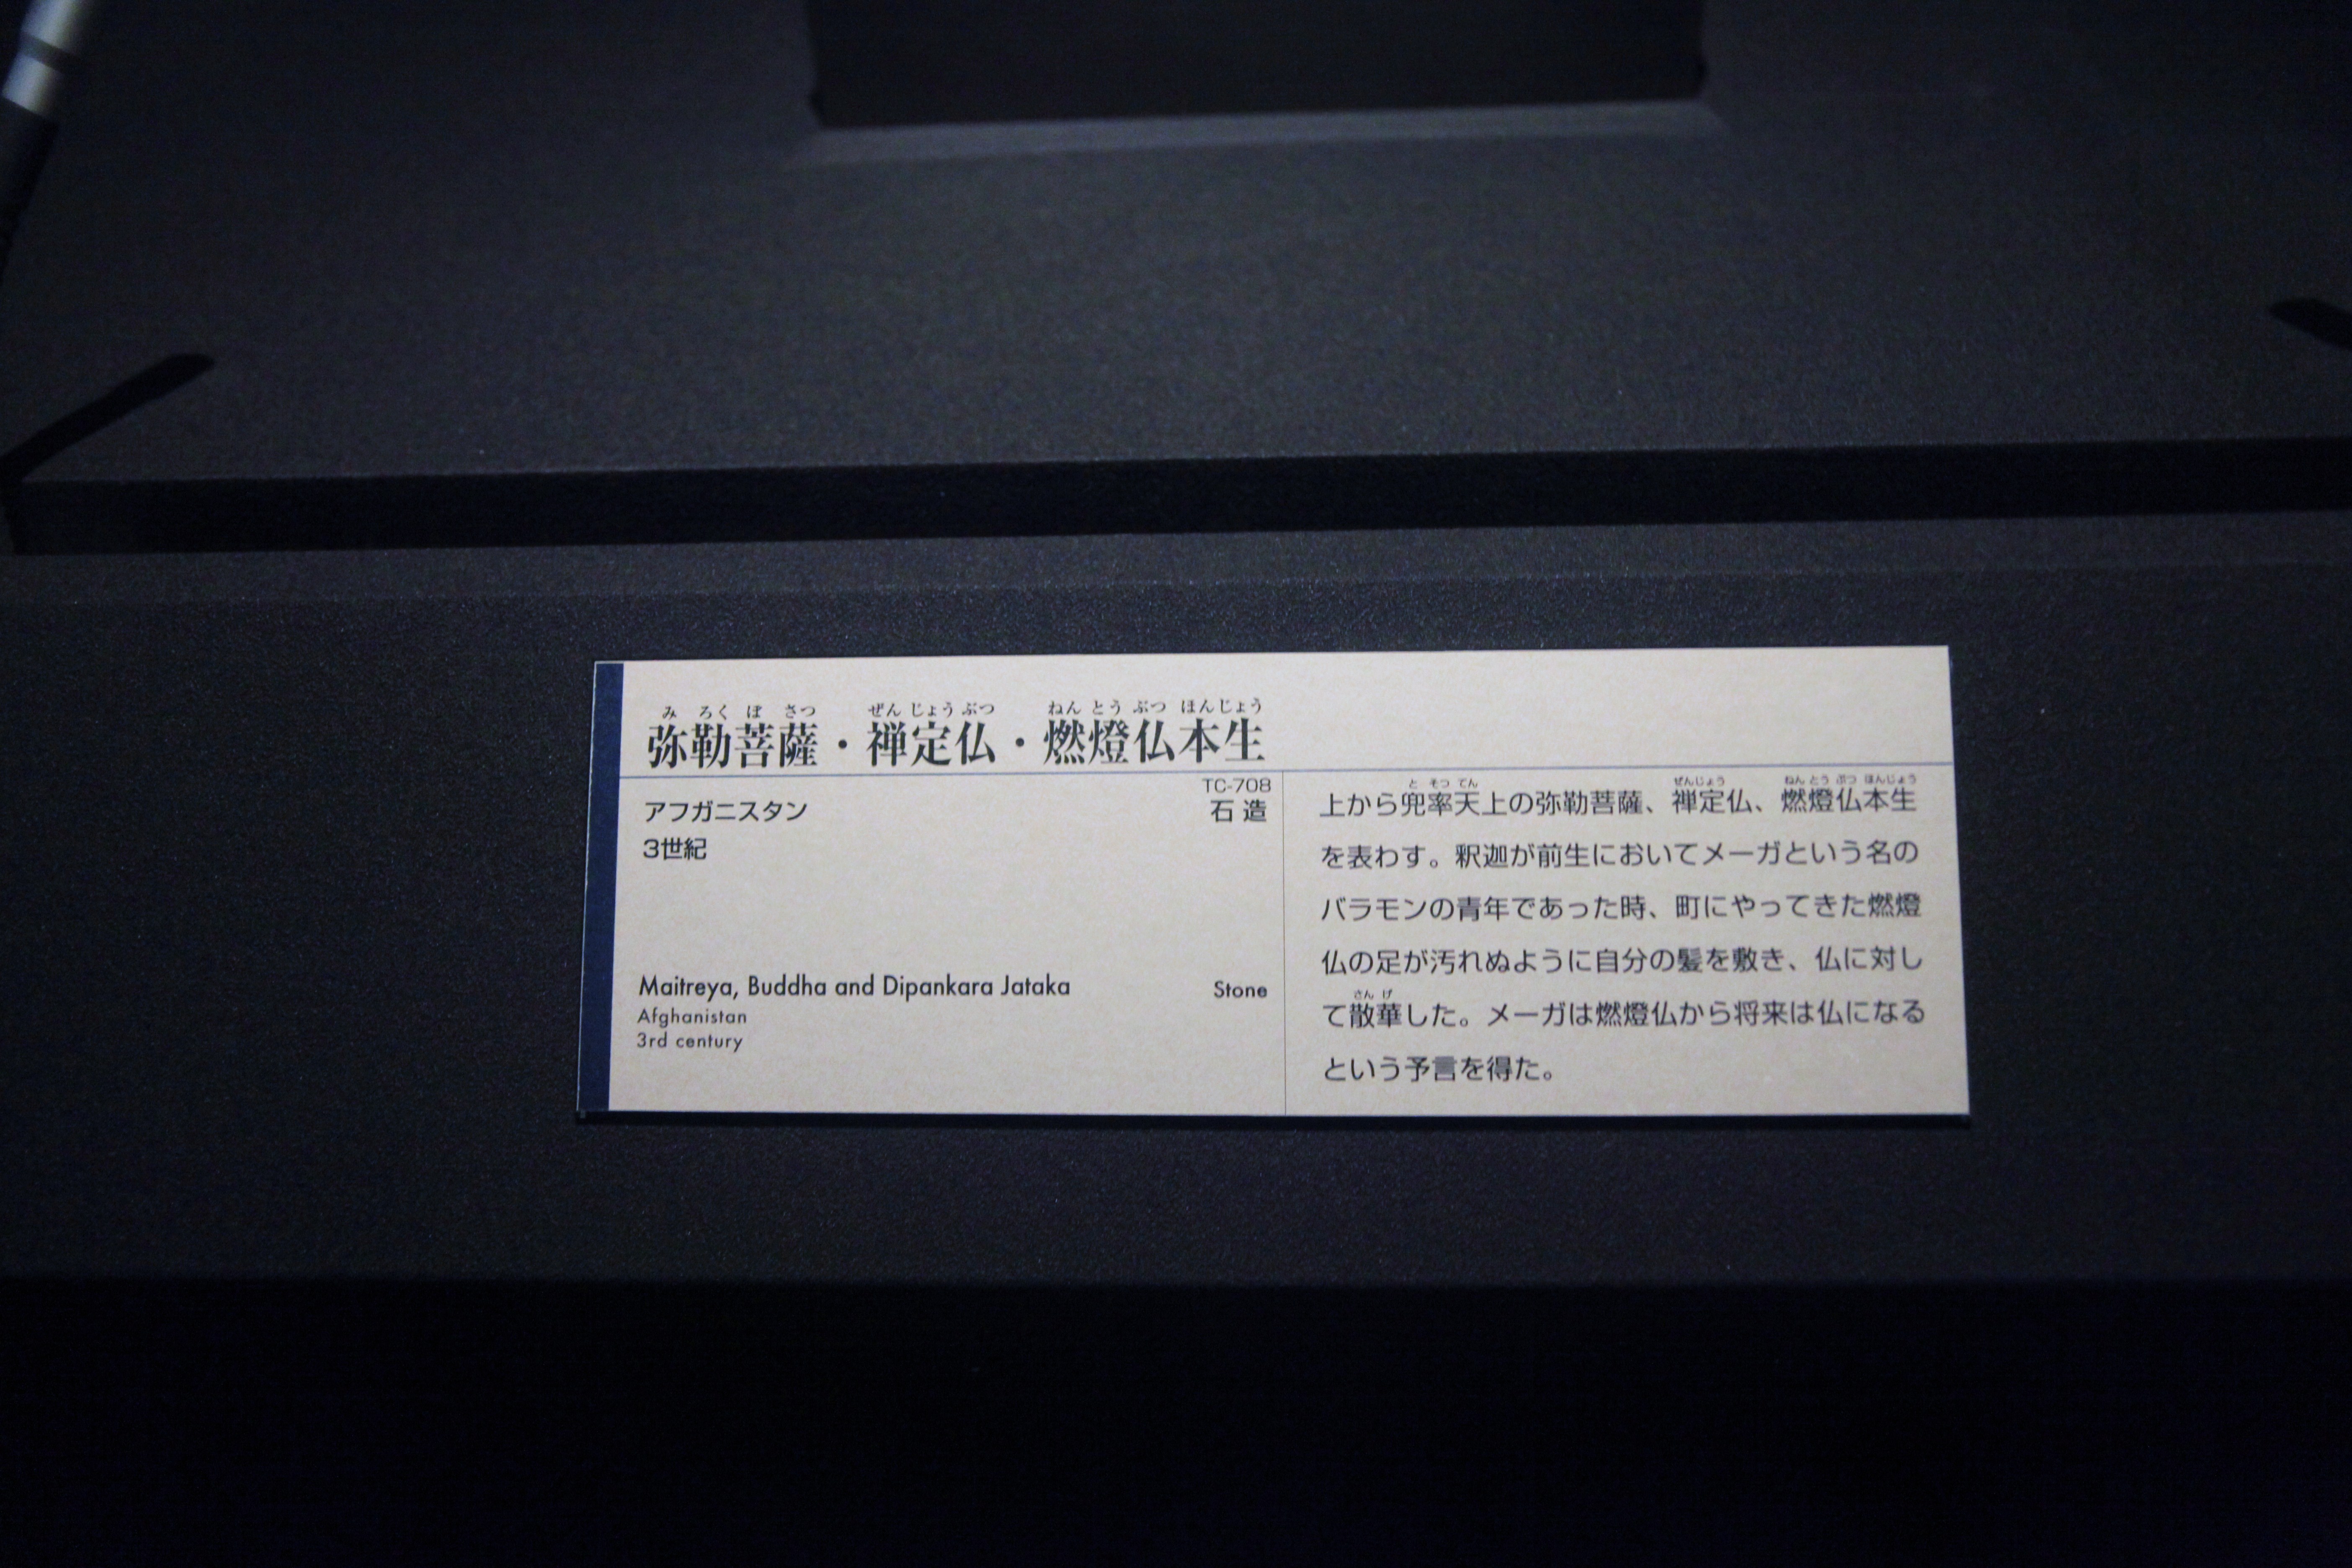 み ろく ぼ さつ ぜん じょう ぶつ ねん とう ぶつ ほんじょう
弥勒菩薩・禅定仏・燃燈仏本生
TC-708
アフガニスタン 石造
3世紀
Maitreya, Buddha and Dipankara Jataka Stone
Afghanistan
3rd century
と そつ てん ぜんじょう ねん とう ぶつ ほんじょう
上から兜率天上の弥勒菩薩、禅定仏、燃燈仏本生
を表わす。釈迦が前生においてメーガという名の
バラモンの青年であった時、町にやってきた燃燈
仏の足が汚れぬように自分の髪を敷き、仏に対し
さん げ
て散華した。メーガは燃燈仏から将来は仏になる
という予言を得た。